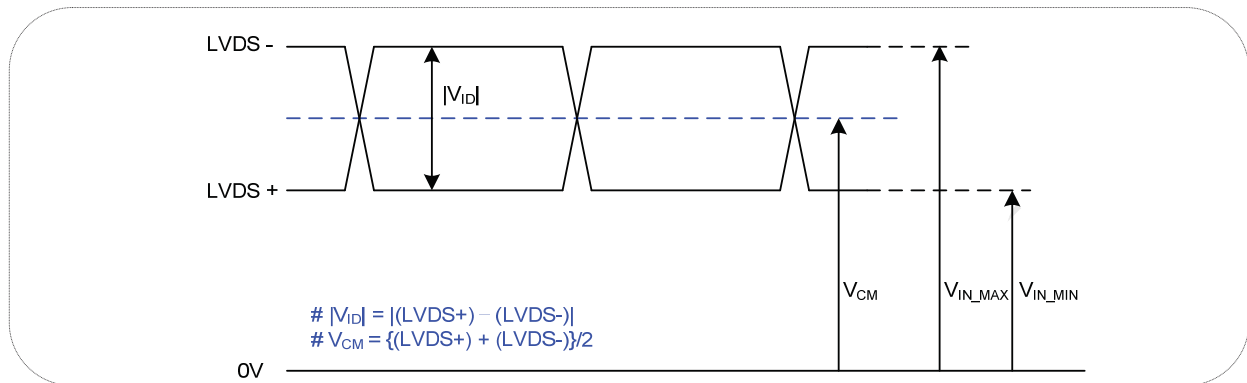 LVDS -
|VID|
LVDS +
VCM
VIN_MAX
VIN_MIN
# |VID| = |(LVDS+) – (LVDS-)|
# VCM = {(LVDS+) + (LVDS-)}/2
0V